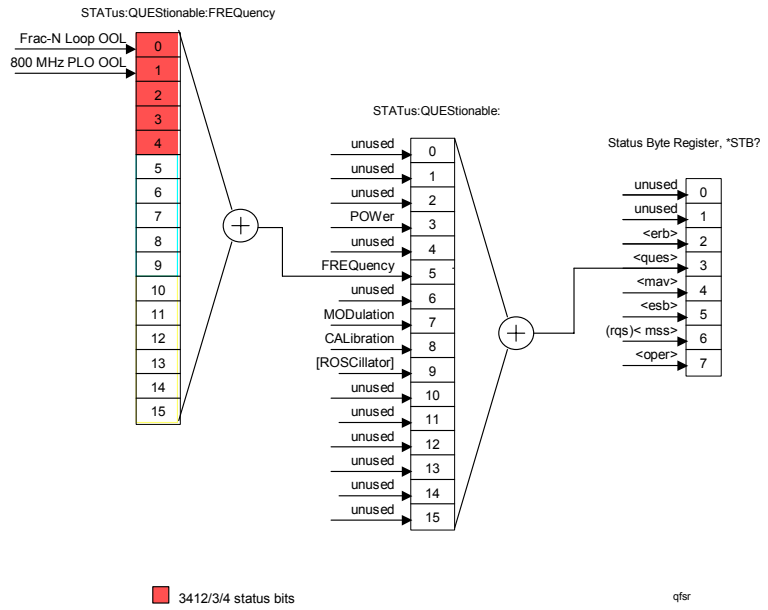 STATus:QUEStionable:FREQuency
Frac-N Loop OOL
0
800 MHz PLO OOL
1
2
3
4
5
6
7
8
9
10
11
12
13
14
15
STATus:QUEStionable:
unused
0
unused
1
unused
2
POWer
3
unused
4
FREQuency
5
unused
6
MODulation
7
CALibration
8
[ROSCillator]
9
unused
10
unused
11
unused
12
unused
13
unused
14
unused
15
Status Byte Register, *STB?
unused
0
unused
1
<erb>
2
<ques>
3
<mav>
4
<esb>
5
(rqs)< mss>
6
<oper>
7
3412/3/4 status bits
qfsr